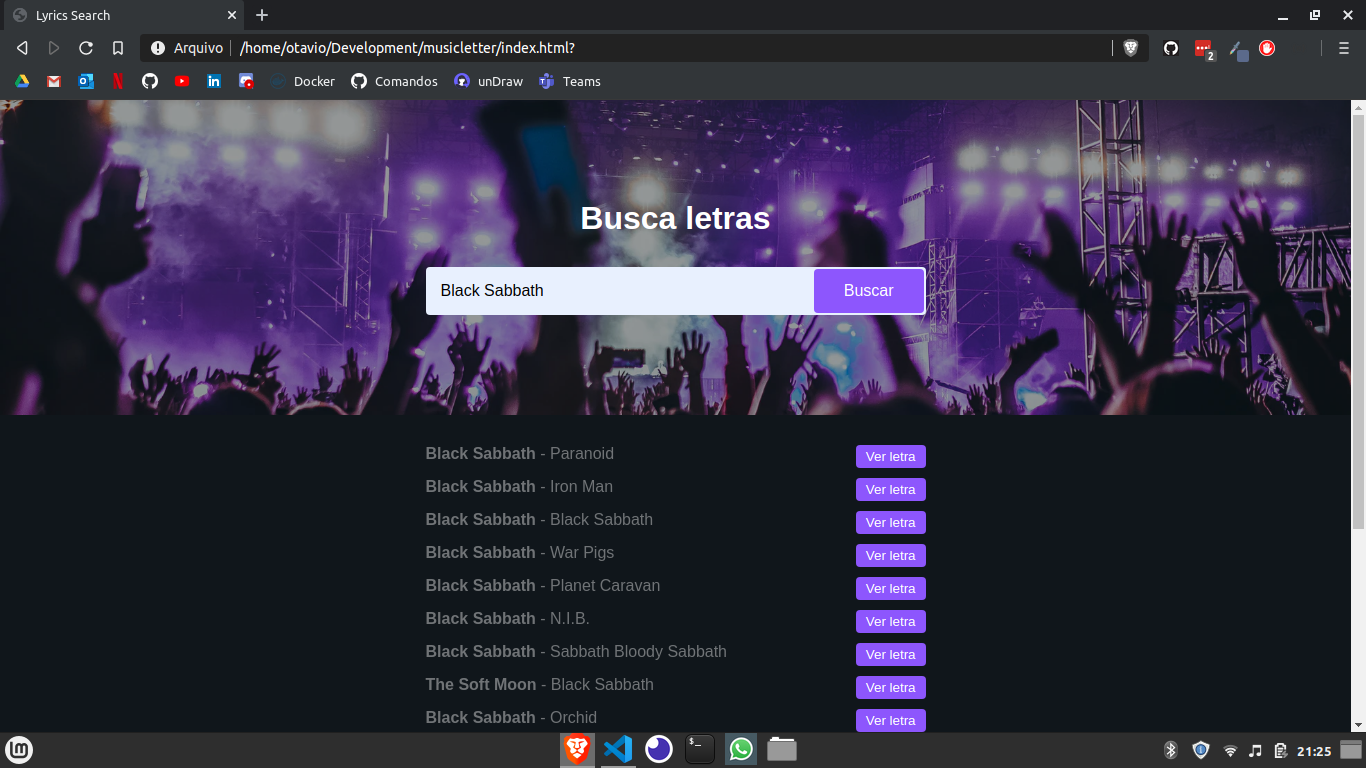 Lyrics Search
Arquivo /home/otavio/Development/musicletter/index.html?
2
Docker Comandos unDraw Teams
Busca letras
Black Sabbath Buscar
Black Sabbath - Paranoid Ver letra
Black Sabbath - Iron Man Ver letra
Black Sabbath - Black Sabbath Ver letra
Black Sabbath - War Pigs Ver letra
Black Sabbath - Planet Caravan Ver letra
Black Sabbath - N.I.B. Ver letra
Black Sabbath - Sabbath Bloody Sabbath Ver letra
The Soft Moon - Black Sabbath Ver letra
Black Sabbath - Orchid Ver letra
21:25